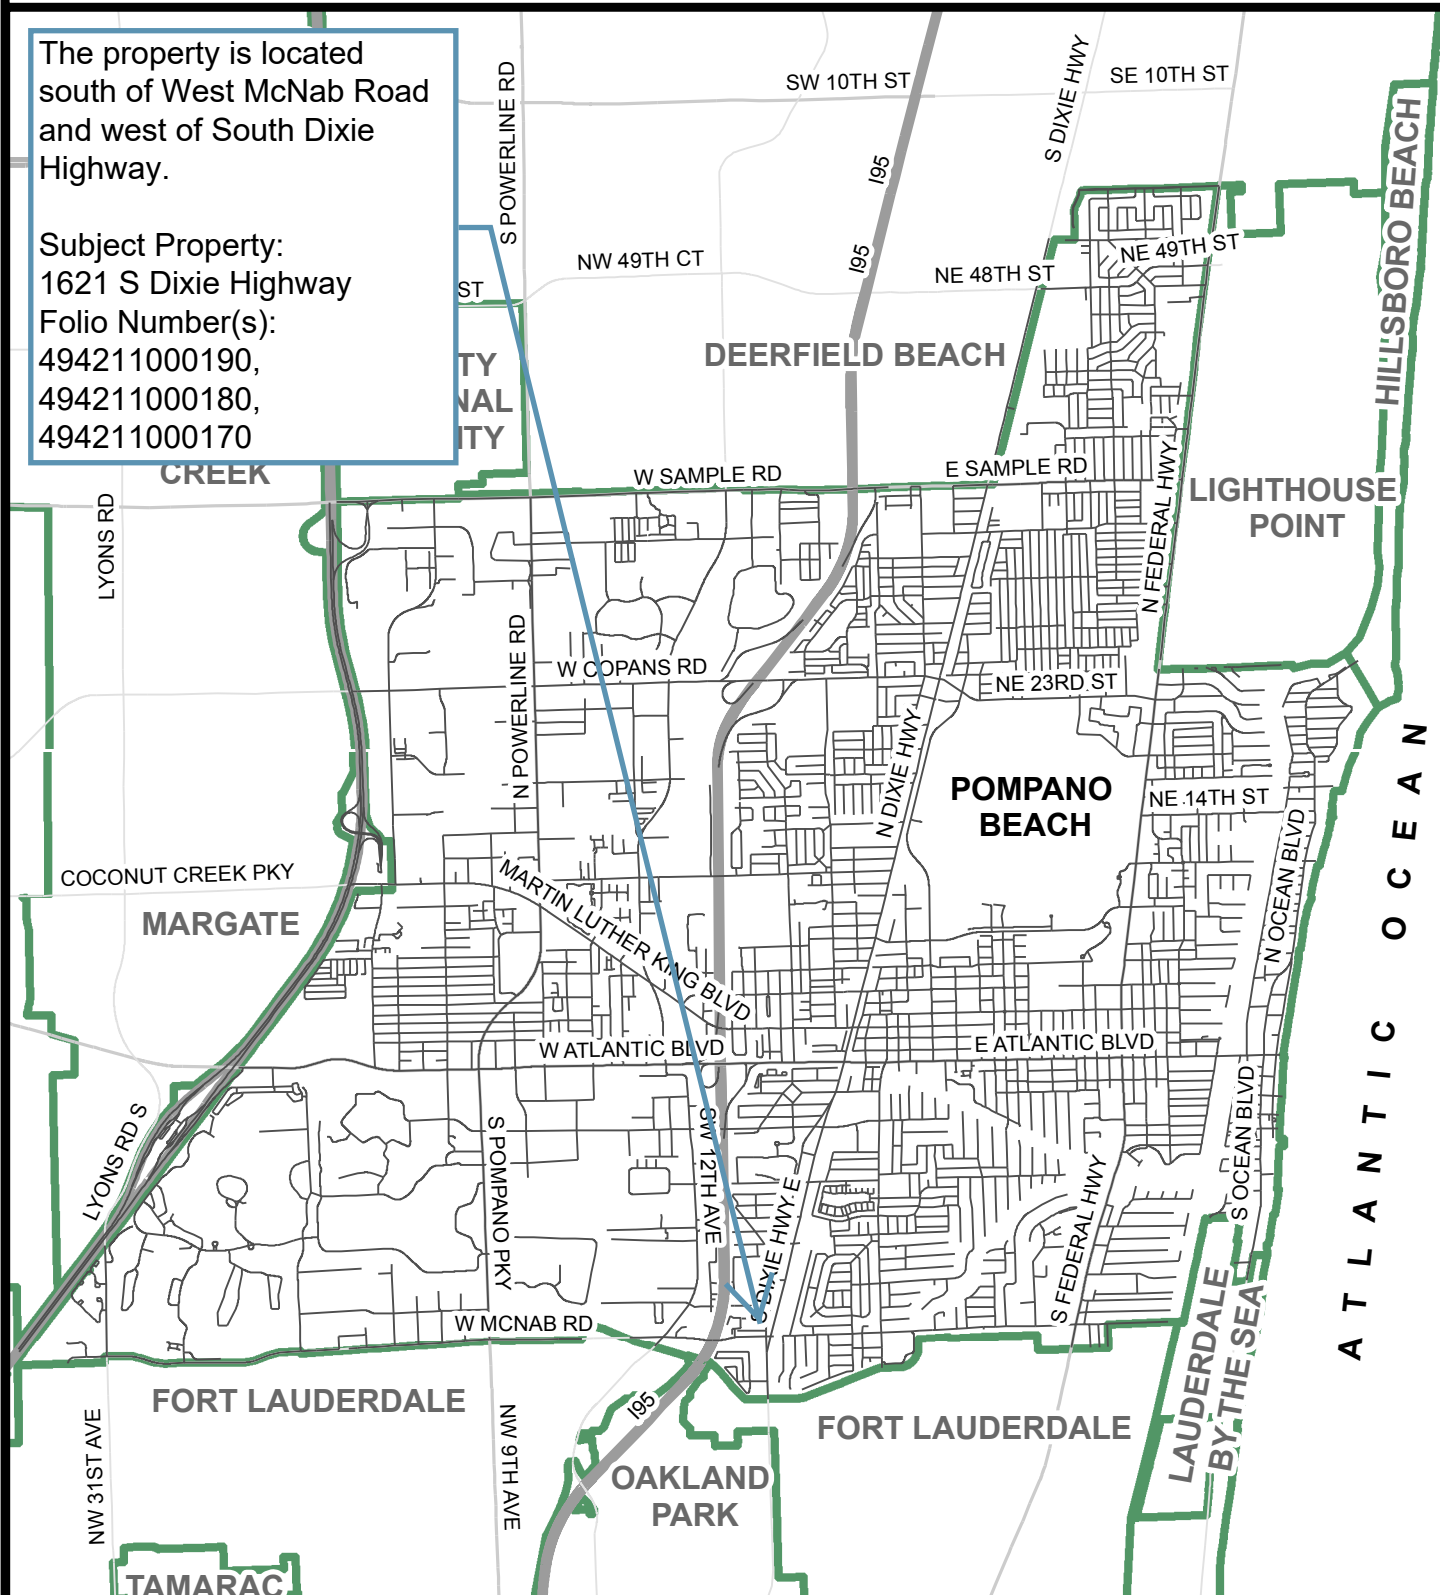 The property is located
south of West McNab Road
and west of South Dixie
Highway.
Subject Property:
1621 S Dixie Highway
Folio Number(s):
494211000190,
494211000180,
494211000170
S POWERLINE RD
SW 10TH ST
SE 10TH ST
S DIXIE HWY
I95
HILLSBORO BEACH
I95
NW 49TH CT
NE 48TH ST
NE 49TH ST
ST
DEERFIELD BEACH
TY
NAL
ITY
CREEK
W SAMPLE RD
E SAMPLE RD
LIGHTHOUSE
POINT
LYONS RD
N FEDERAL HWY
N POWERLINE RD
W COPANS RD
NE 23RD ST
N DIXIE HWY
POMPANO
BEACH
NE 14TH ST
N OCEAN BLVD
ATLANTIC OCEAN
COCONUT CREEK PKY
MARGATE
MARTIN LUTHER KING BLVD
W ATLANTIC BLVD
E ATLANTIC BLVD
LYONS RD S
S POMPANO PKY
SW 12TH AVE
S DIXIE HWY E
S FEDERAL HWY
S OCEAN BLVD
W MCNAB RD
FORT LAUDERDALE
FORT LAUDERDALE
LAUDERDALE
BY THE SEA
I95
NW 31ST AVE
NW 9TH AVE
OAKLAND
PARK
TAMARAC